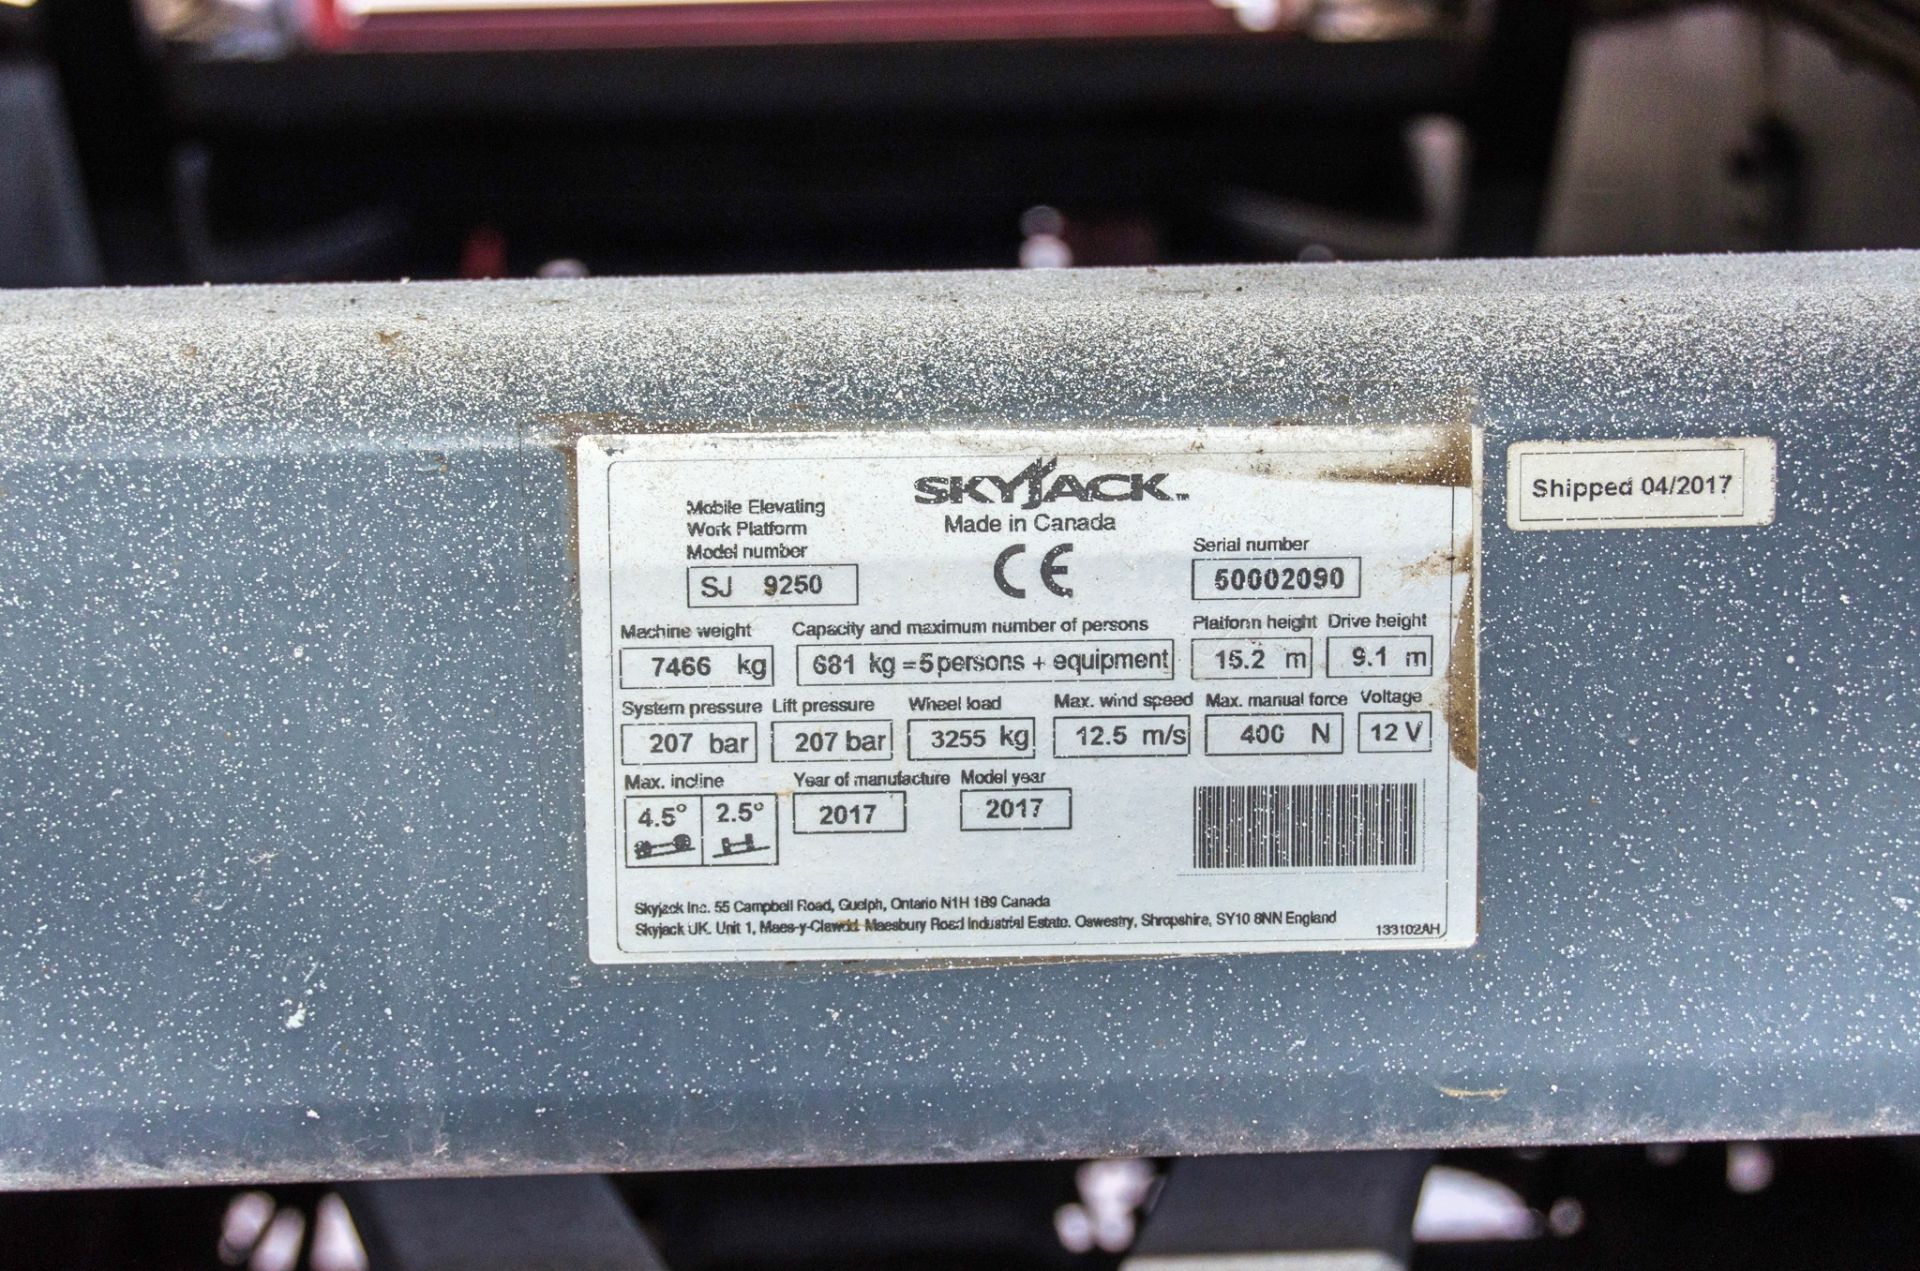 SKYJACK™
Made in Canada
CE
Mobile Elevating
Work Platform
Model number
SJ 9250
Serial number
50002090
Shipped 04/2017
Machine weight
7466 kg
Capacity and maximum number of persons
681 kg = 5 persons + equipment
Platform height
15.2 m
Drive height
9.1 m
System pressure
207 bar
Lift pressure
207 bar
Wheel load
3255 kg
Max. wind speed
12.5 m/s
Max. manual force
400 N
Voltage
12 V
Max. incline
4.5° 2.5°
Year of manufacture
2017
Model year
2017
Skyjack Inc. 55 Campbell Road, Guelph, Ontario N1H 1B9 Canada
Skyjack UK. Unit 1, Maes-y-Clawdd. Maesbury Road Industrial Estate. Oswestry, Shropshire, SY10 8NN England
133102AH